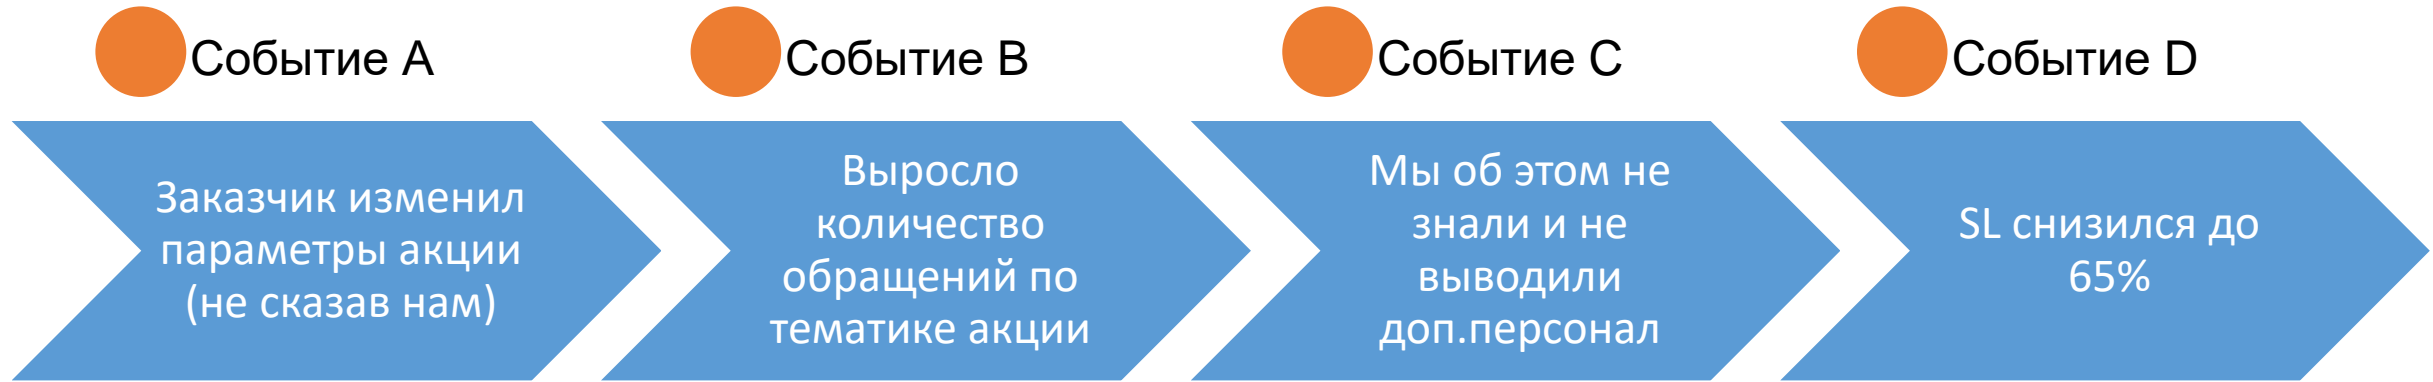 Событие A
Событие B
Событие C
Событие D
Заказчик изменил
параметры акции
(не сказав нам)
Выросло
количество
обращений по
тематике акции
Мы об этом не
знали и не
выводили
доп.персонал
SL снизился до
65%